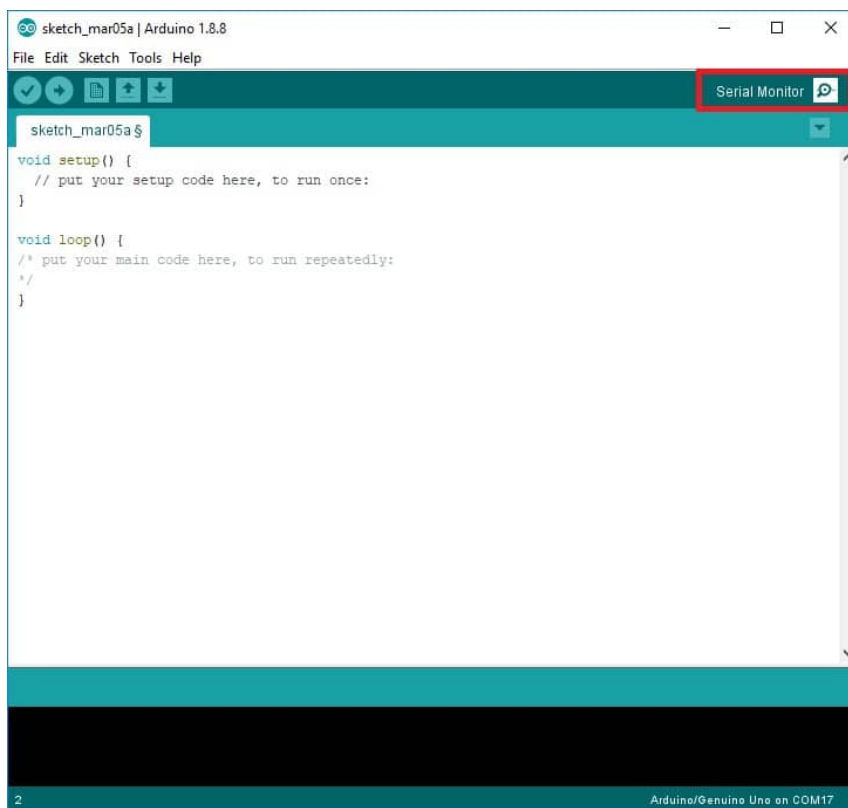 sketch_mar05a | Arduino 1.8.8
File Edit Sketch Tools Help
Serial Monitor
sketch_mar05a §
void setup() {
  // put your setup code here, to run once:
}
void loop() {
/* put your main code here, to run repeatedly:
*/
}
2
Arduino/Genuino Uno on COM17